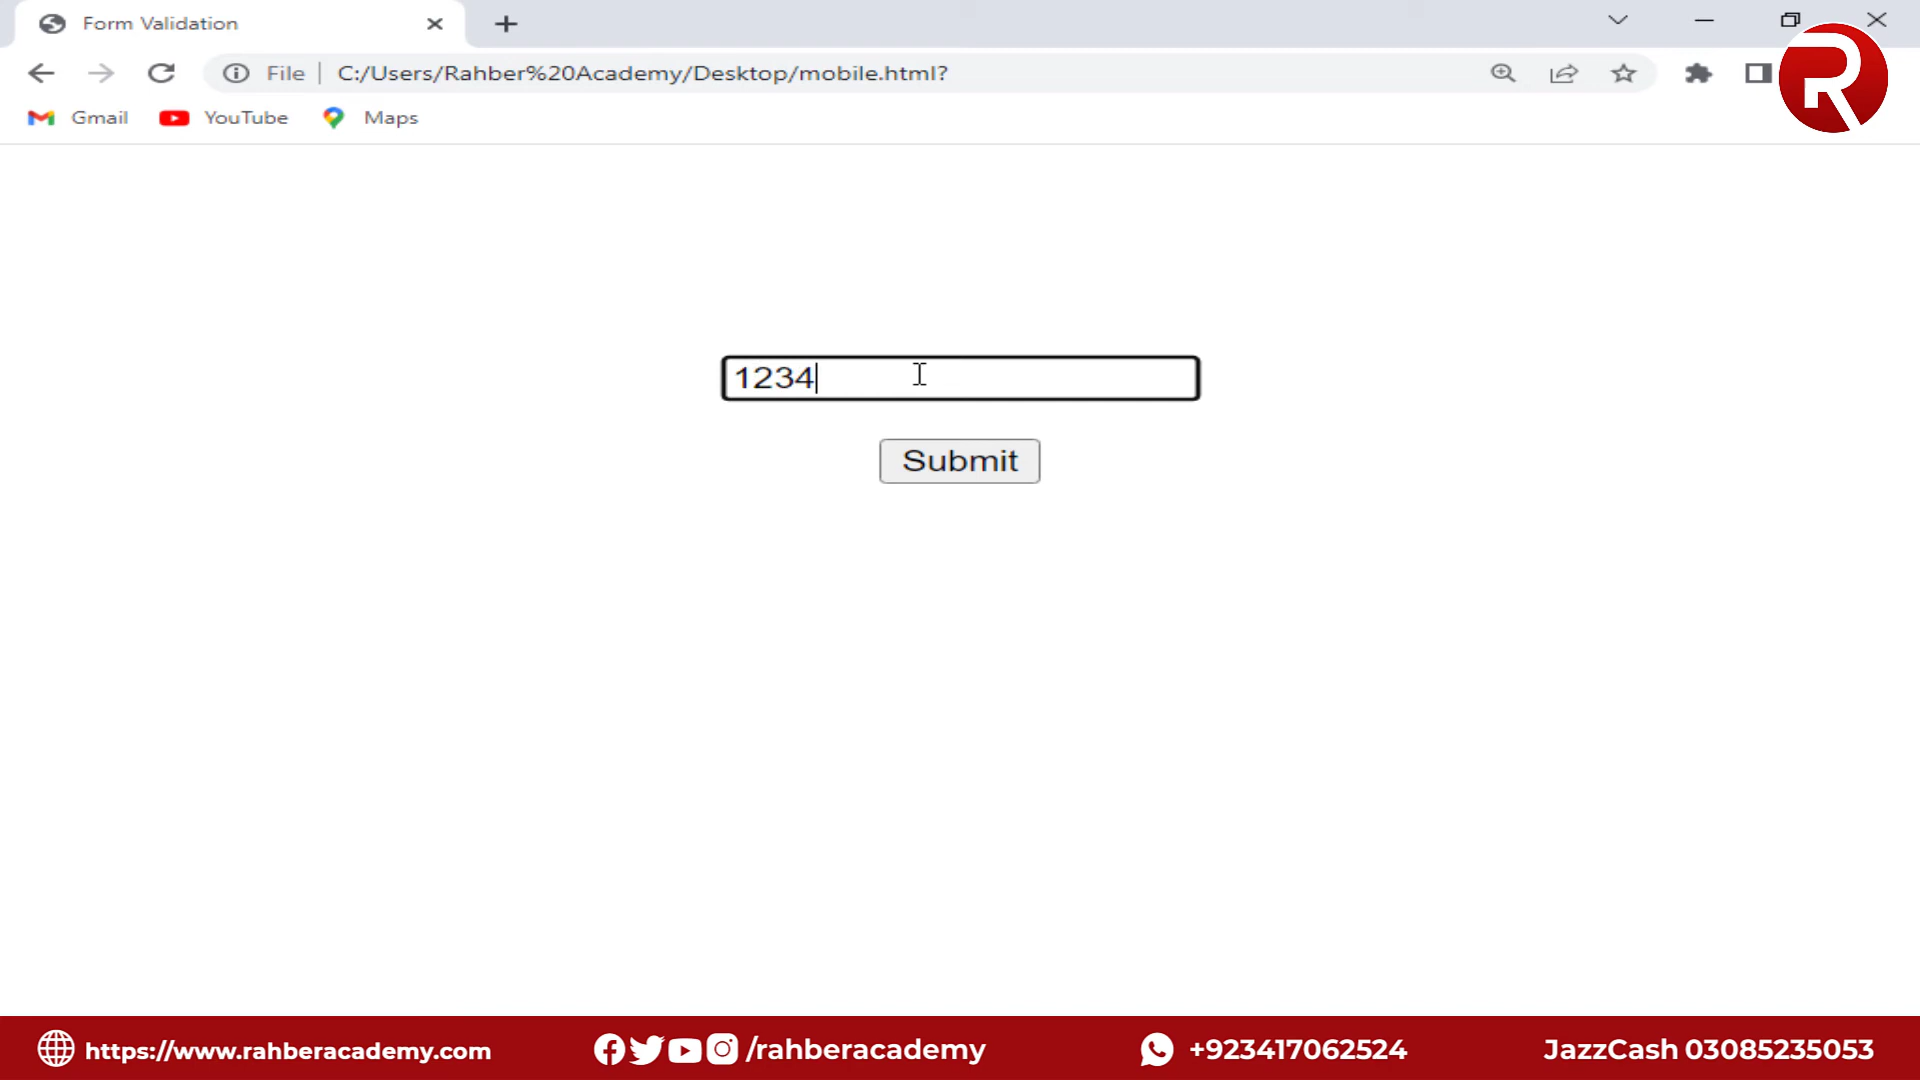 Form Validation
File C:/Users/Rahber%20Academy/Desktop/mobile.html?
Gmail YouTube Maps
R
1234
Submit
https://www.rahberacademy.com /rahberacademy +923417062524 JazzCash 03085235053